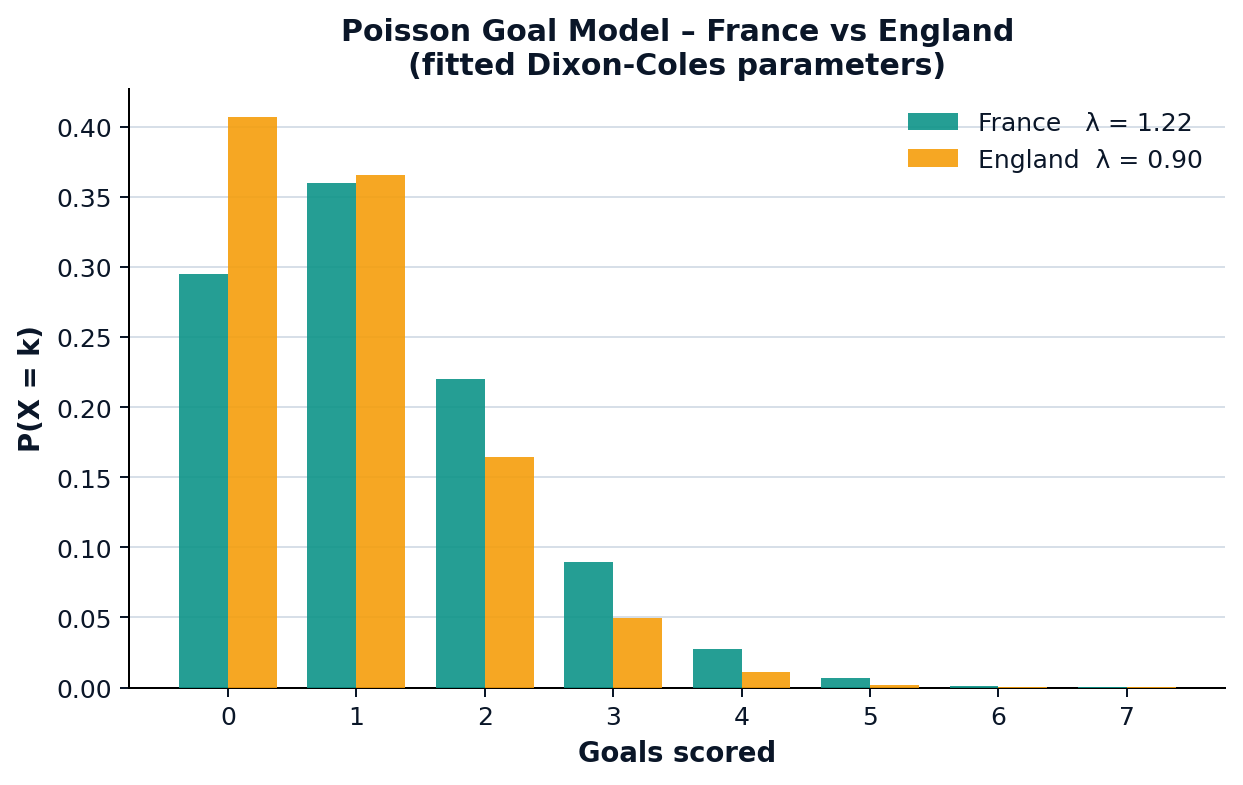 Poisson Goal Model – France vs England
(fitted Dixon-Coles parameters)
France λ = 1.22
England λ = 0.90
P(X = k)
0.40
0.35
0.30
0.25
0.20
0.15
0.10
0.05
0.00
0 1 2 3 4 5 6 7
Goals scored